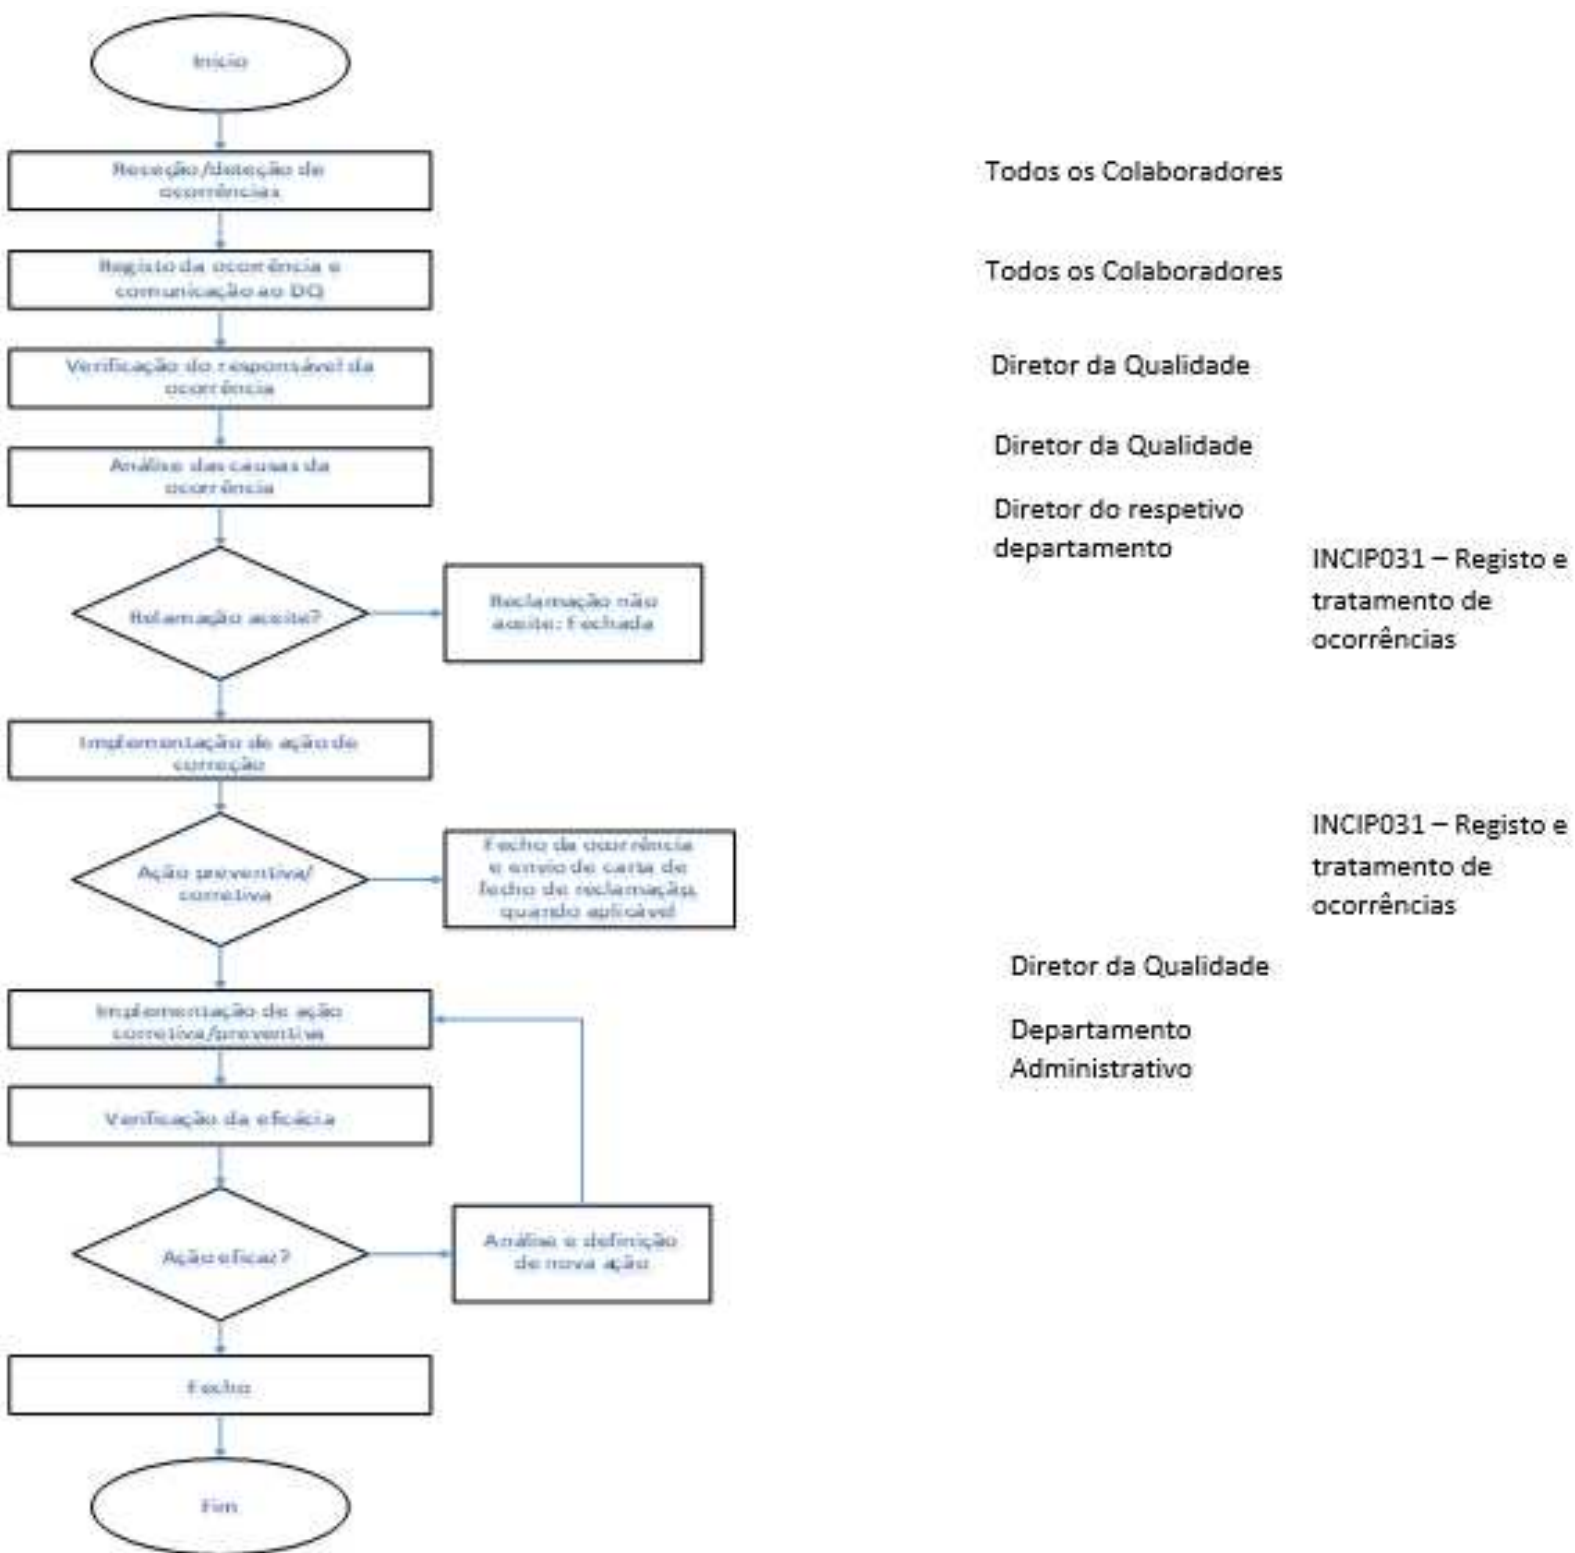 Início
Receção/deteção de
ocorrências
Todos os Colaboradores
Registo da ocorrência e
comunicação ao DQ
Todos os Colaboradores
Verificação do responsável da
ocorrência
Diretor da Qualidade
Análise das causas da
ocorrência
Diretor da Qualidade
Diretor do respetivo
departamento
Relamação aceite?
Reclamação não
aceite: Fechada
INCIP031 – Registo e
tratamento de
ocorrências
Implementação de ação de
correção
Ação preventiva/
corretiva
Fecho da ocorrência
e envio de carta de
fecho de reclamação,
quando aplicável
INCIP031 – Registo e
tratamento de
ocorrências
Diretor da Qualidade
Implementação de ação
corretiva/preventiva
Departamento
Administrativo
Verificação da eficácia
Ação eficaz?
Análise e definição
de nova ação
Fecho
Fim